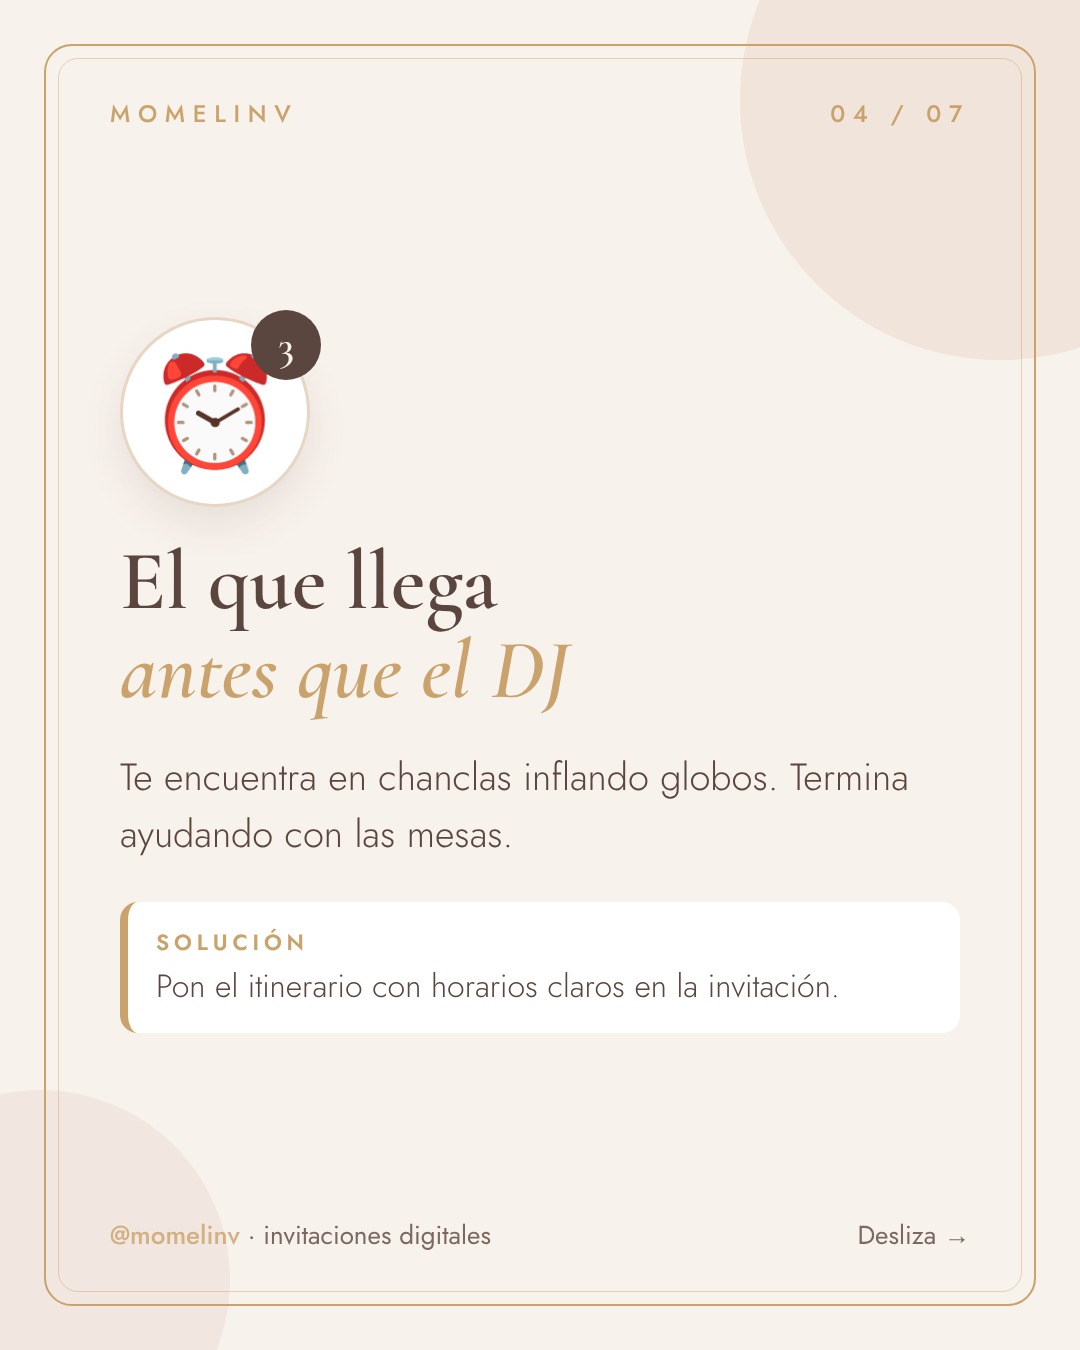 MOMELINV
04 / 07
3
El que llega
antes que el DJ
Te encuentra en chanclas inflando globos. Termina
ayudando con las mesas.
SOLUCIÓN
Pon el itinerario con horarios claros en la invitación.
@momelinv · invitaciones digitales
Desliza →